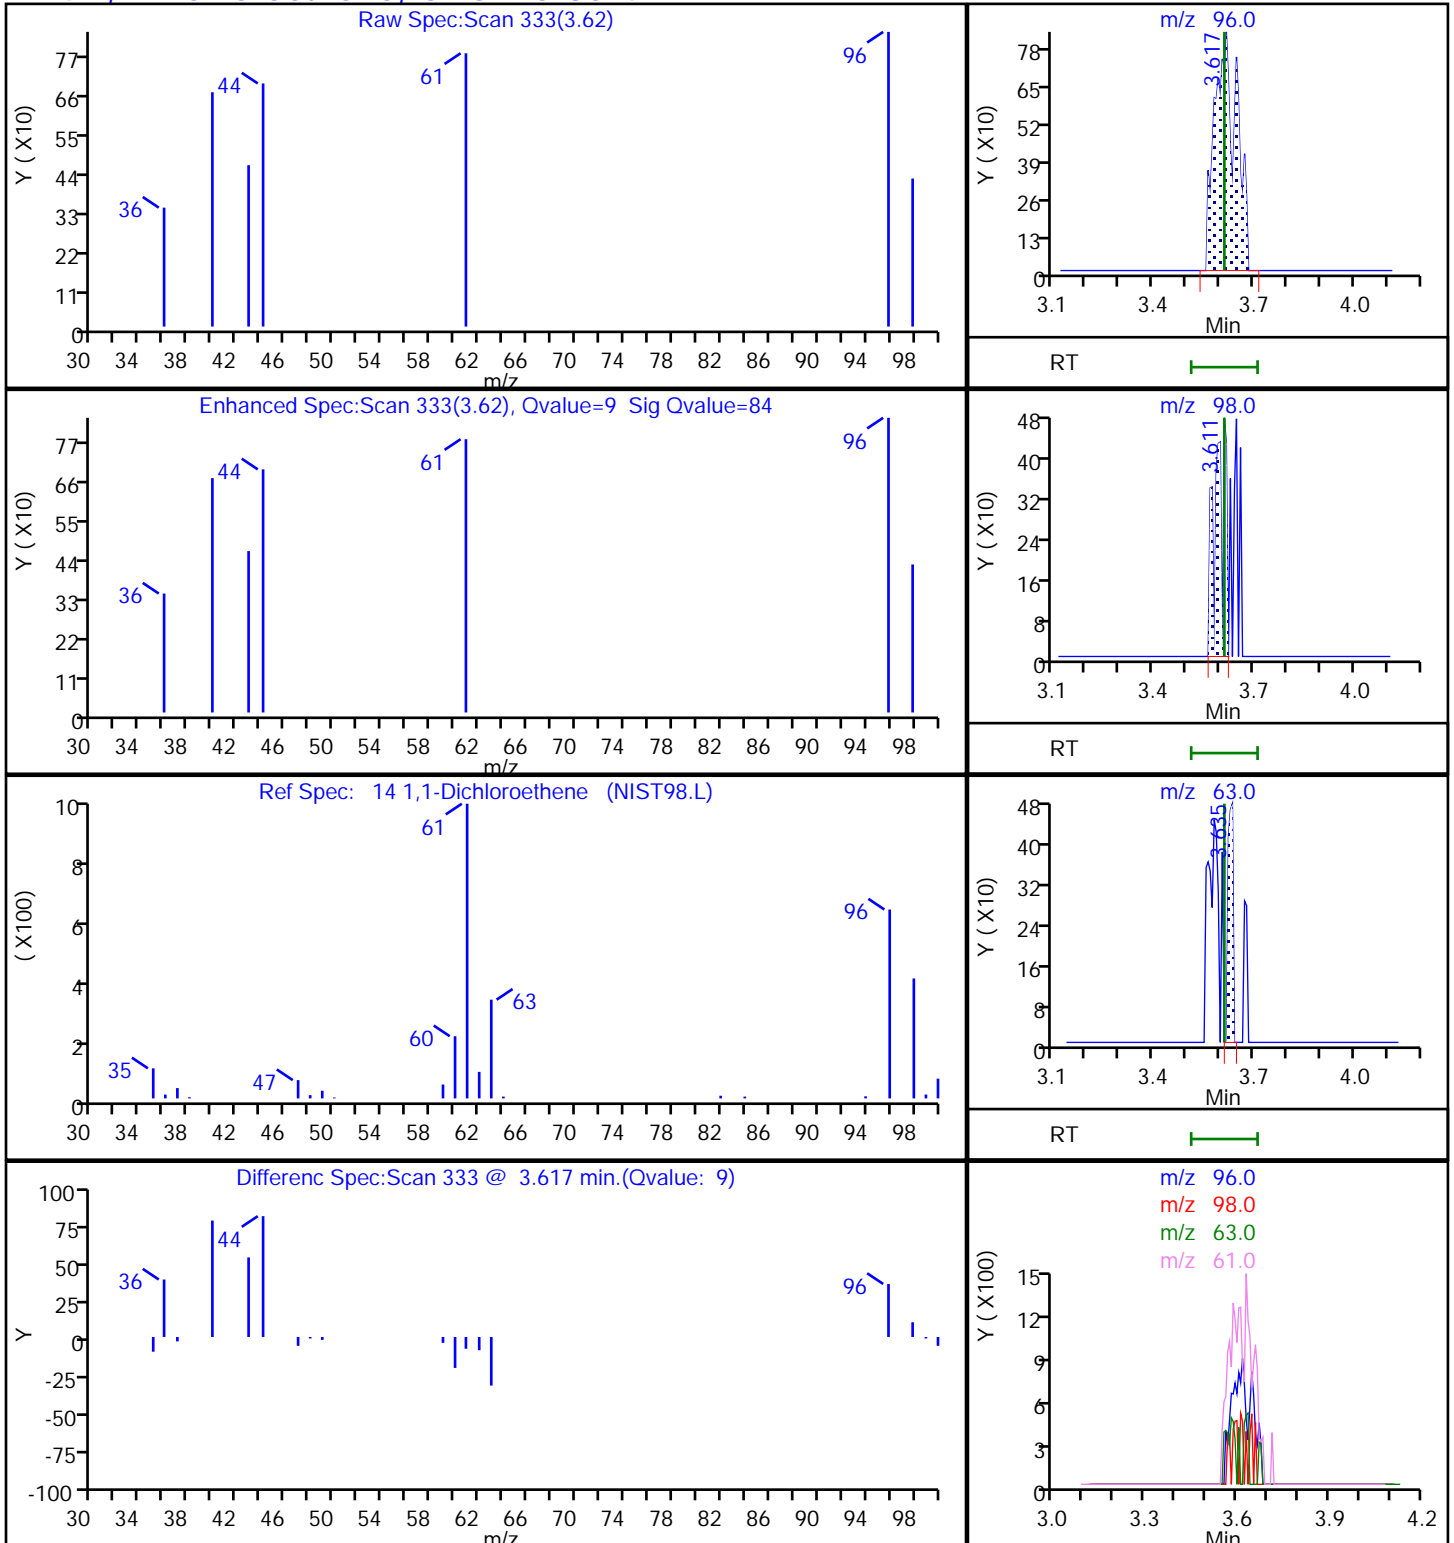 Raw Spec:Scan 333(3.62)
Y ( X10)
77
66
55
44
33
22
11
0
36
44
61
96
30 34 38 42 46 50 54 58 62 66 70 74 78 82 86 90 94 98
m/z
m/z 96.0
Y ( X10)
78
65
52
39
26
13
0
3.617
3.1 3.4 3.7 4.0
Min
RT
Enhanced Spec:Scan 333(3.62), Qvalue=9 Sig Qvalue=84
Y ( X10)
77
66
55
44
33
22
11
0
36
44
61
96
30 34 38 42 46 50 54 58 62 66 70 74 78 82 86 90 94 98
m/z
m/z 98.0
Y ( X10)
48
40
32
24
16
8
0
3.611
3.1 3.4 3.7 4.0
Min
RT
Ref Spec: 14 1,1-Dichloroethene (NIST98.L)
( X100)
10
8
6
4
2
0
35
47
60
61
63
96
30 34 38 42 46 50 54 58 62 66 70 74 78 82 86 90 94 98
m/z 63.0
Y ( X10)
48
40
32
24
16
8
0
3.635
3.1 3.4 3.7 4.0
Min
RT
Differenc Spec:Scan 333 @ 3.617 min.(Qvalue: 9)
Y
100
75
50
25
0
-25
-50
-75
-100
36
44
96
30 34 38 42 46 50 54 58 62 66 70 74 78 82 86 90 94 98
m/z
m/z 96.0
m/z 98.0
m/z 63.0
m/z 61.0
Y ( X100)
15
12
9
6
3
0
3.0 3.3 3.6 3.9 4.2
Min